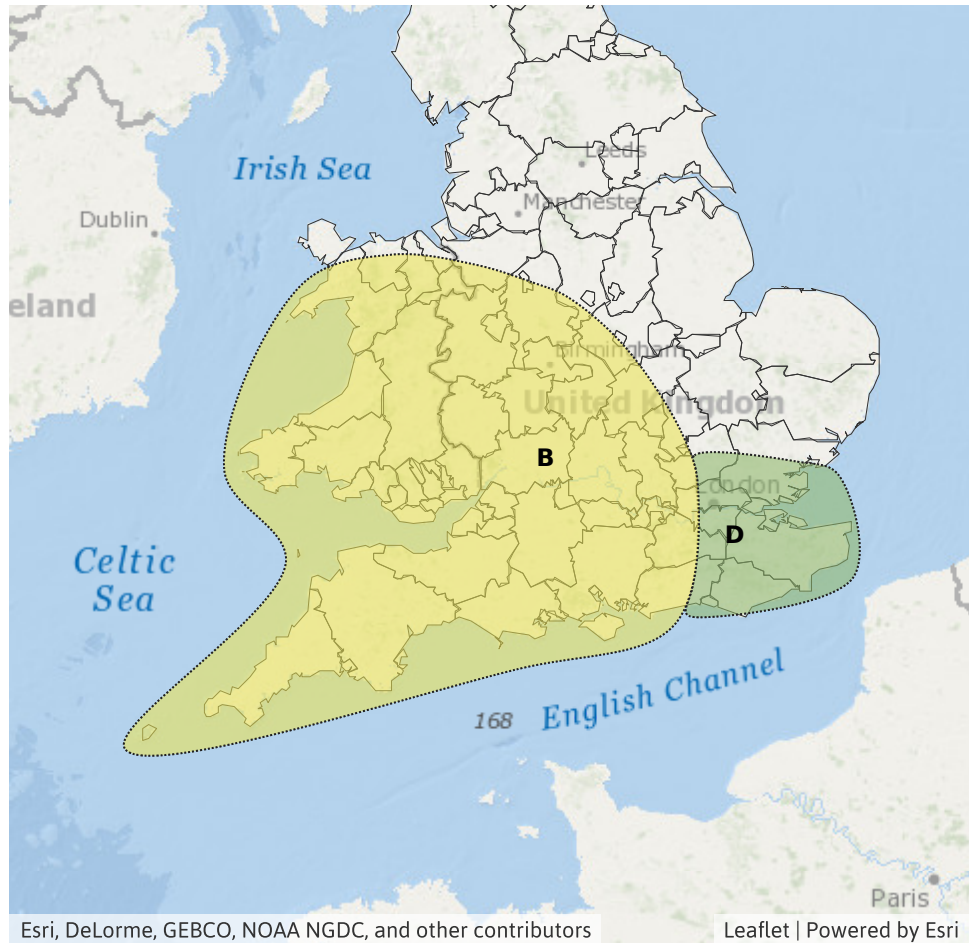 Leeds
Irish Sea
Manchester
Dublin
eland
Birmingham
United Kingdom
B
London
D
Celtic
Sea
English Channel
168
Paris
Esri, DeLorme, GEBCO, NOAA NGDC, and other contributors
Leaflet | Powered by Esri